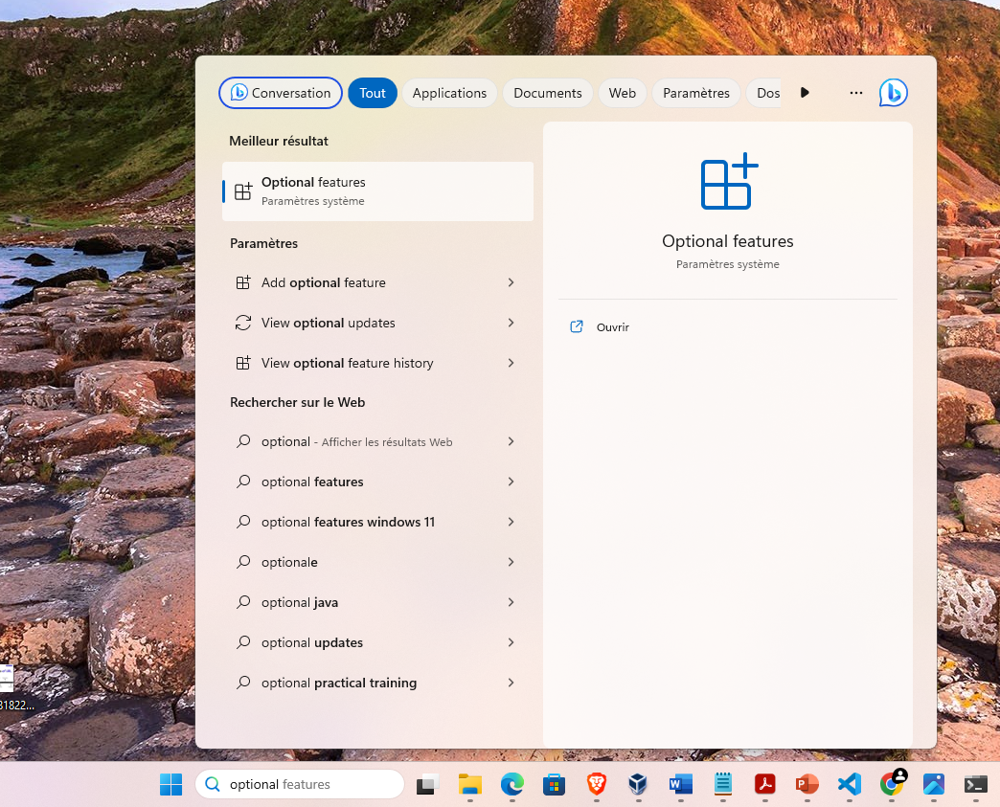 Conversation
Tout
Applications
Documents
Web
Paramètres
Dos
Meilleur résultat
Optional features
Paramètres système
Paramètres
Add optional feature
View optional updates
View optional feature history
Rechercher sur le Web
optional - Afficher les résultats Web
optional features
optional features windows 11
optionale
optional java
optional updates
optional practical training
Optional features
Paramètres système
Ouvrir
31822...
optional features